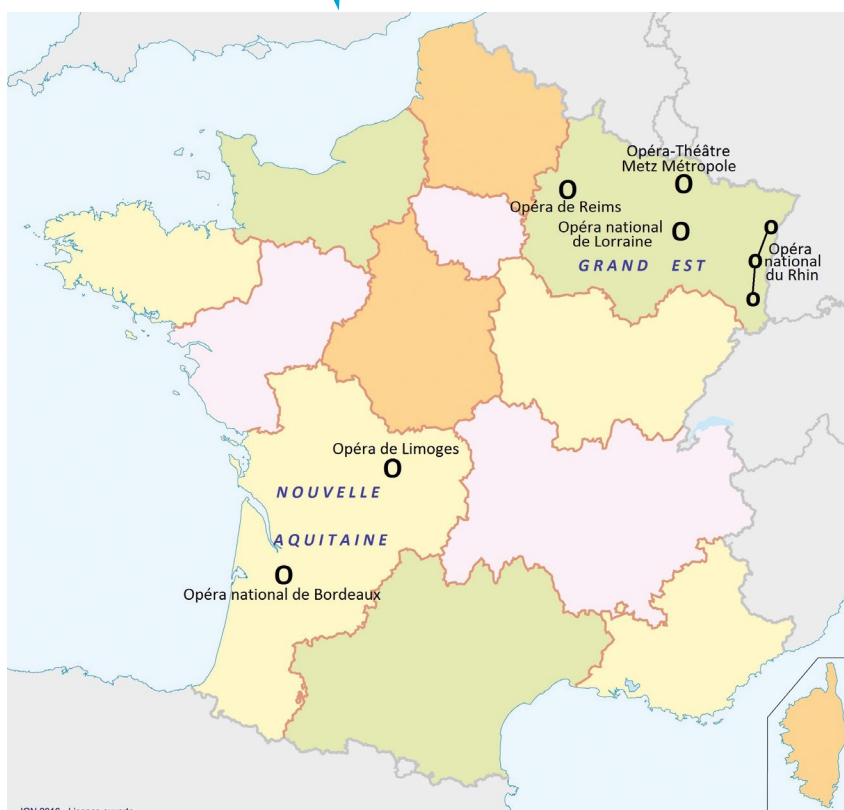 Opéra-Théâtre
Metz Métropole
Opéra de Reims
Opéra national
de Lorraine
Opéra
national
du Rhin
GRAND EST
Opéra de Limoges
NOUVELLE
AQUITAINE
Opéra national de Bordeaux